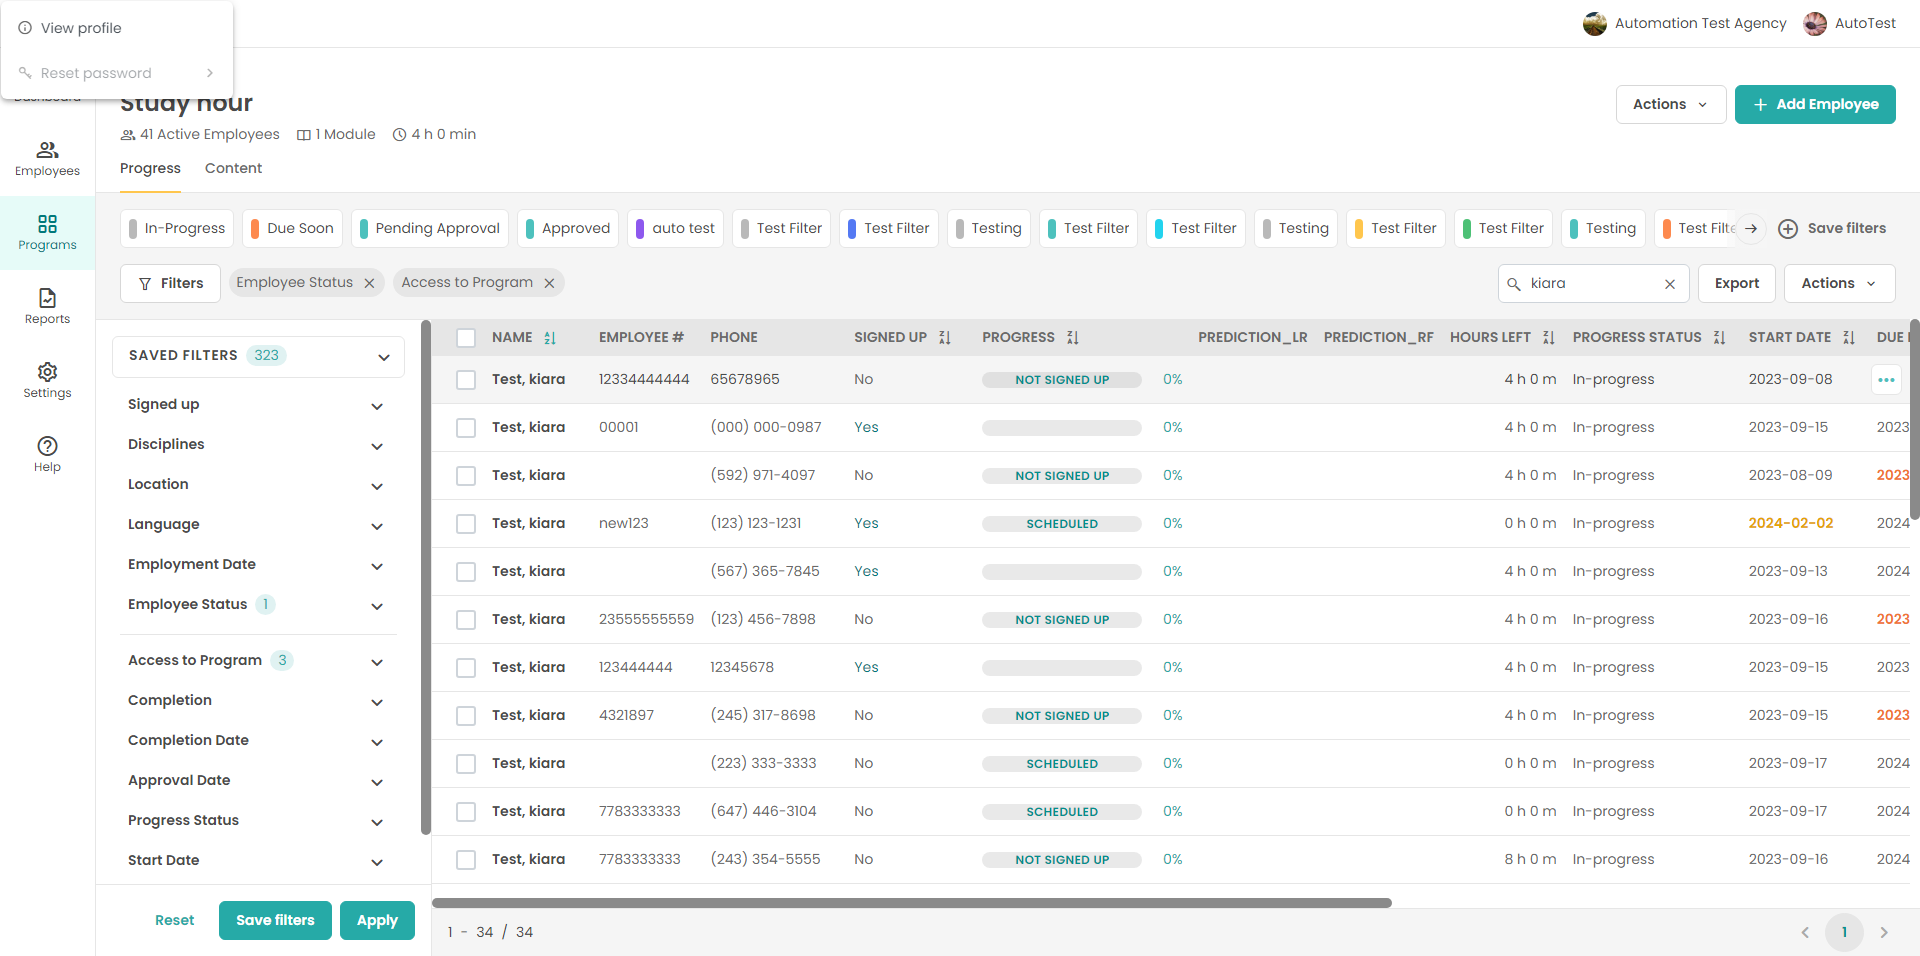 View profile
Reset password
Automation Test Agency
AutoTest
Study hour
41 Active Employees
1 Module
4 h 0 min
Actions
Add Employee
Progress
Content
Employees
Programs
Reports
Settings
Help
In-Progress
Due Soon
Pending Approval
Approved
auto test
Test Filter
Test Filter
Testing
Test Filter
Test Filter
Testing
Test Filter
Test Filter
Testing
Test Filte
Save filters
Filters
Employee Status
Access to Program
kiara
Export
Actions
SAVED FILTERS 323
Signed up
Disciplines
Location
Language
Employment Date
Employee Status 1
Access to Program 3
Completion
Completion Date
Approval Date
Progress Status
Start Date
Reset
Save filters
Apply
NAME EMPLOYEE # PHONE SIGNED UP PROGRESS PREDICTION_LR PREDICTION_RF HOURS LEFT PROGRESS STATUS START DATE DUE
Test, kiara 12334444444 65678965 No NOT SIGNED UP 0% 4 h 0 m In-progress 2023-09-08
Test, kiara 00001 (000) 000-0987 Yes 0% 4 h 0 m In-progress 2023-09-15 2023
Test, kiara (592) 971-4097 No NOT SIGNED UP 0% 4 h 0 m In-progress 2023-08-09 2023
Test, kiara new123 (123) 123-1231 Yes SCHEDULED 0% 0 h 0 m In-progress 2024-02-02 2024
Test, kiara (567) 365-7845 Yes 0% 4 h 0 m In-progress 2023-09-13 2024
Test, kiara 23555555559 (123) 456-7898 No NOT SIGNED UP 0% 4 h 0 m In-progress 2023-09-16 2023
Test, kiara 123444444 12345678 Yes 0% 4 h 0 m In-progress 2023-09-15 2023
Test, kiara 4321897 (245) 317-8698 No NOT SIGNED UP 0% 4 h 0 m In-progress 2023-09-15 2023
Test, kiara (223) 333-3333 No SCHEDULED 0% 0 h 0 m In-progress 2023-09-17 2024
Test, kiara 7783333333 (647) 446-3104 No SCHEDULED 0% 0 h 0 m In-progress 2023-09-17 2024
Test, kiara 7783333333 (243) 354-5555 No NOT SIGNED UP 0% 8 h 0 m In-progress 2023-09-16 2024
1 - 34 / 34
1